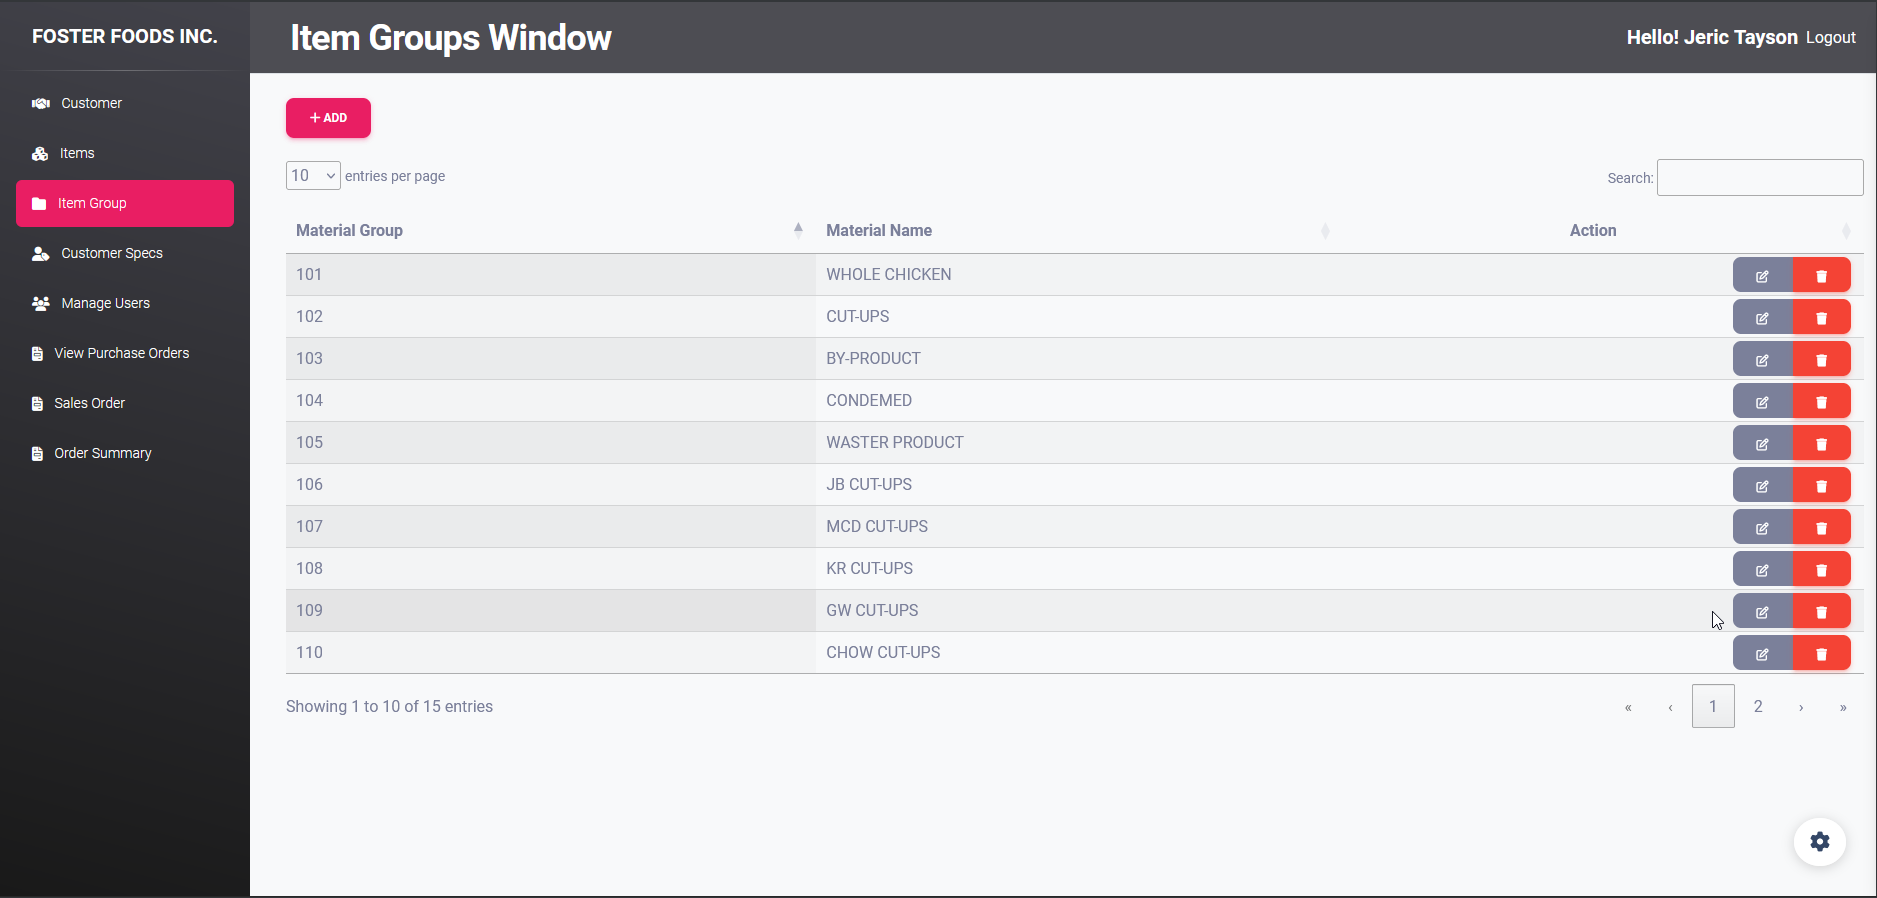 FOSTER FOODS INC.
Item Groups Window
Hello! Jeric Tayson Logout
Customer
Items
Item Group
Customer Specs
Manage Users
View Purchase Orders
Sales Order
Order Summary
+ ADD
10 entries per page
Search:
Material Group Material Name Action
101 WHOLE CHICKEN
102 CUT-UPS
103 BY-PRODUCT
104 CONDEMED
105 WASTER PRODUCT
106 JB CUT-UPS
107 MCD CUT-UPS
108 KR CUT-UPS
109 GW CUT-UPS
110 CHOW CUT-UPS
Showing 1 to 10 of 15 entries
« ‹ 1 2 › »